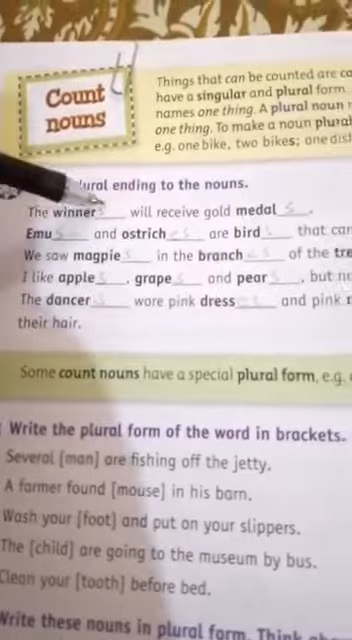 Count
nouns
Things that can be counted are
have a singular and plural form.
names one thing. A plural noun
one thing. To make a noun plural
e.g. one bike, two bikes; one
ending to the nouns.
The winners will receive gold medal s.
Emu s and ostrich es are bird s that
We saw magpie s in the branch es of the
I like apple s, grape s and pear s, but
The dancer s wore pink dress es and pink
their hair.
Some count nouns have a special plural form, e.g.
Write the plural form of the word in brackets.
Several [man] are fishing off the jetty.
A farmer found [mouse] in his barn.
Wash your [foot] and put on your slippers.
The [child] are going to the museum by bus.
Clean your [tooth] before bed.
Write these nouns in plural form. Think